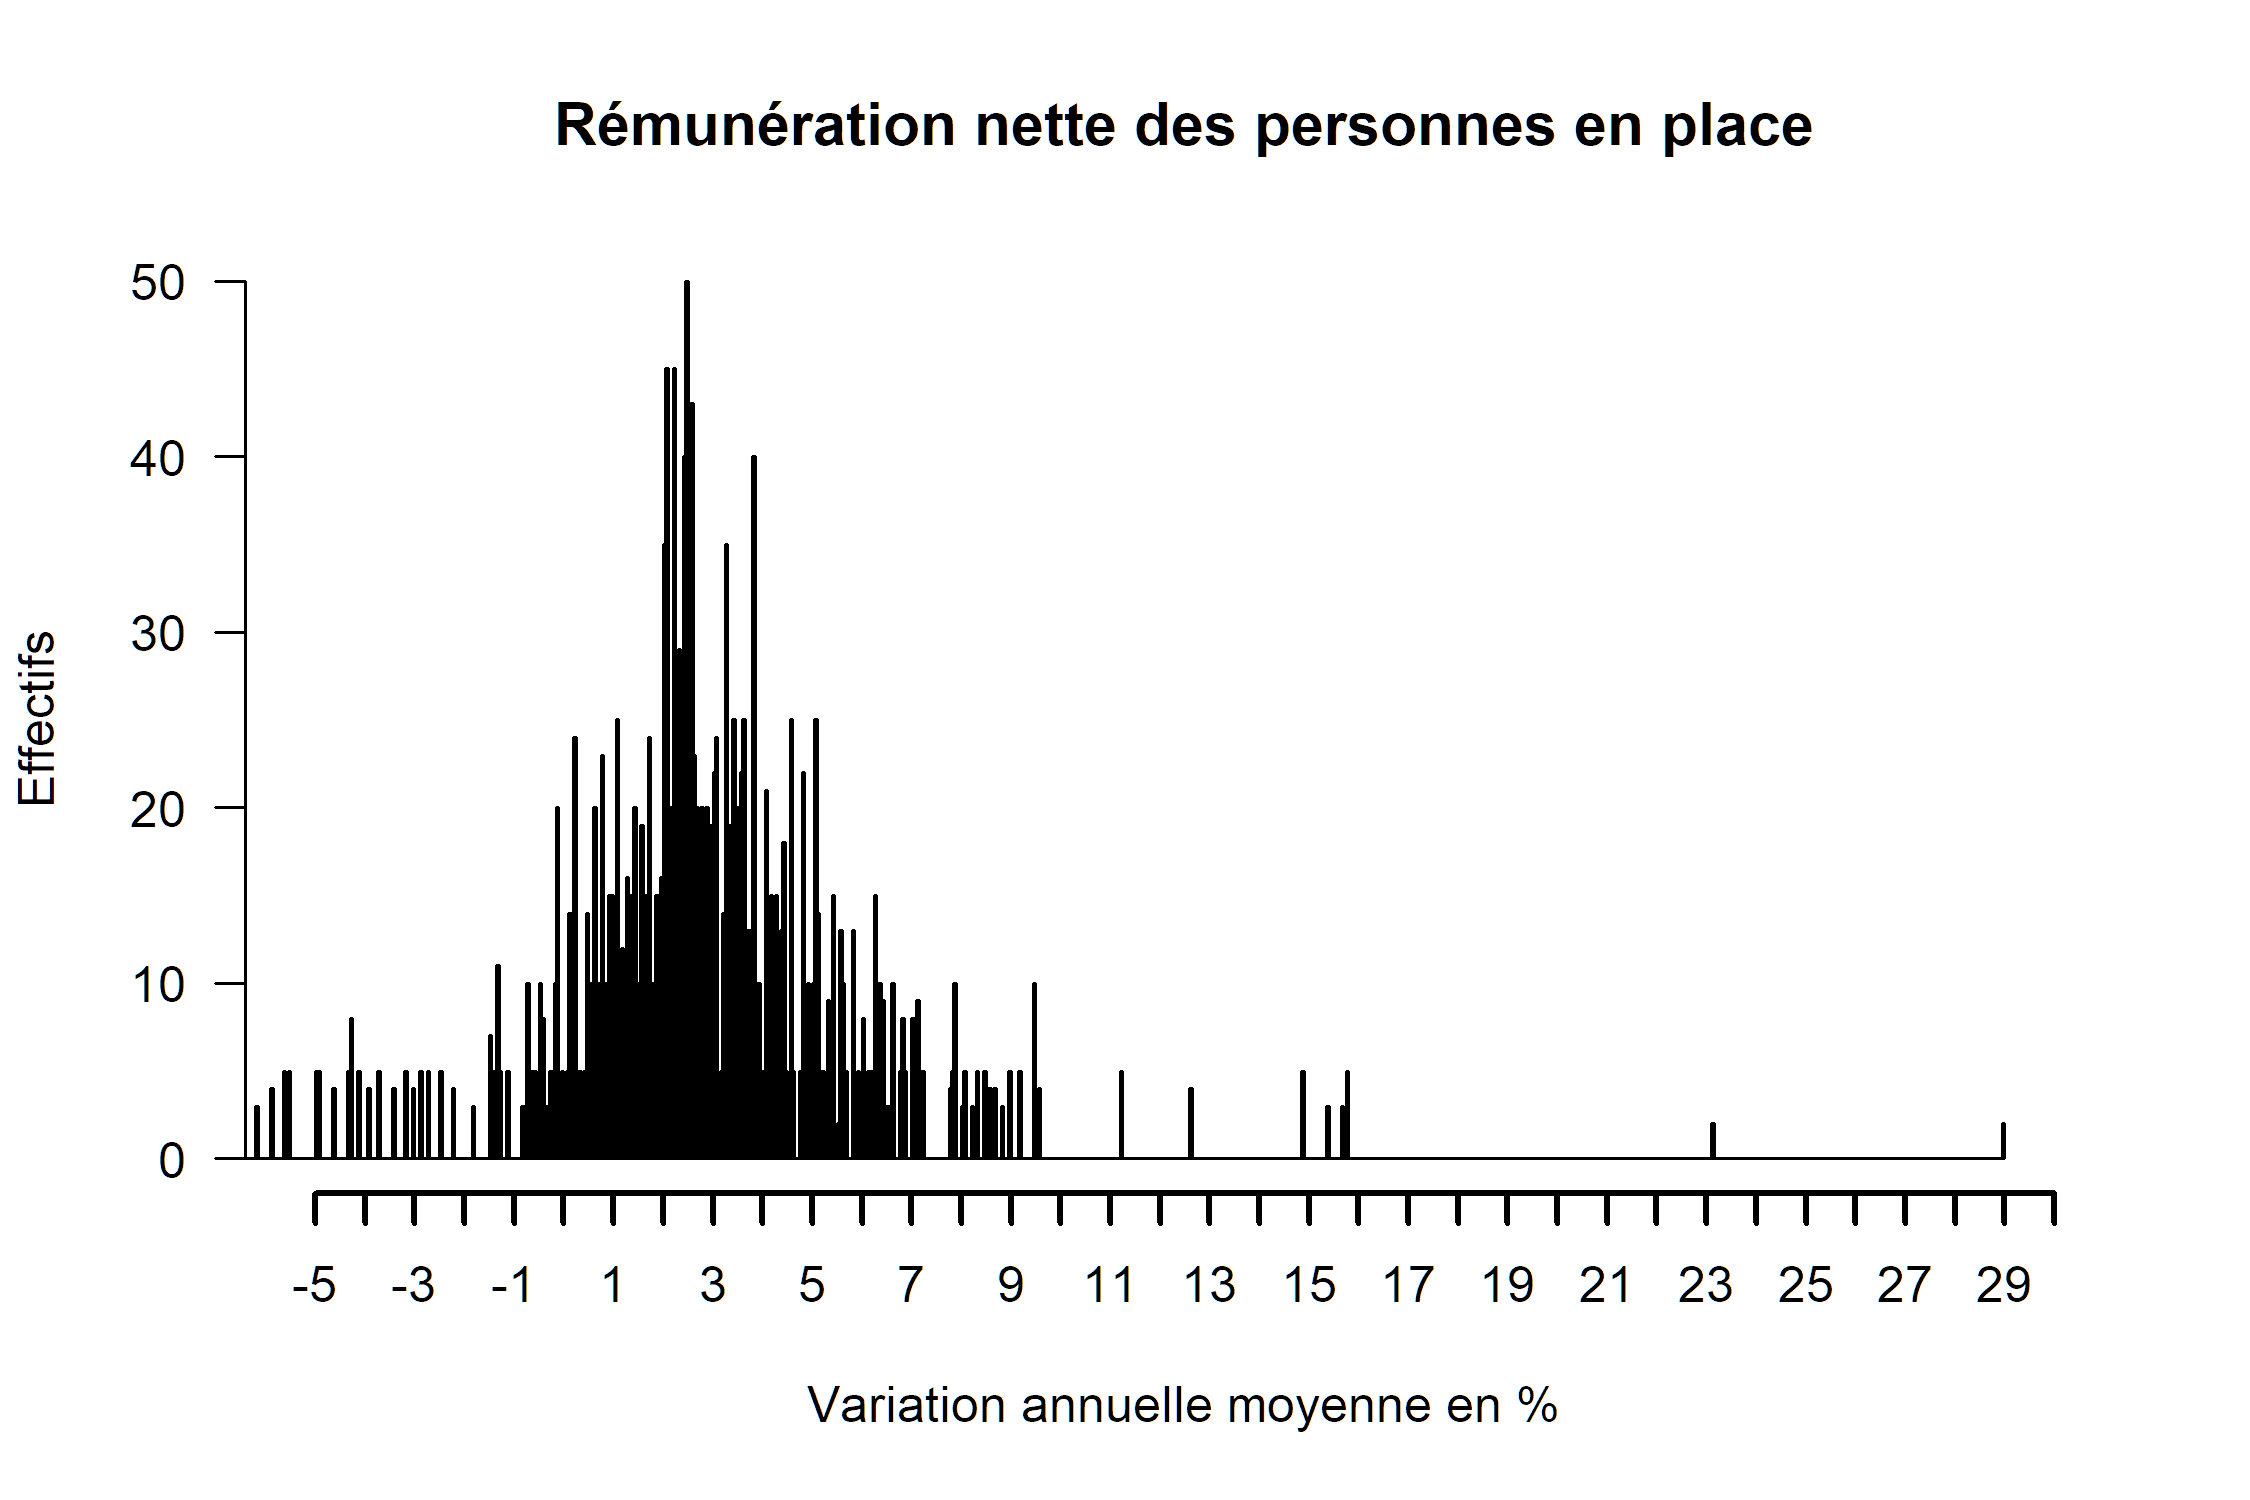 Rémunération nette des personnes en place
50
40
30
20
10
0
Effectifs
-5 -3 -1 1 3 5 7 9 11 13 15 17 19 21 23 25 27 29
Variation annuelle moyenne en %